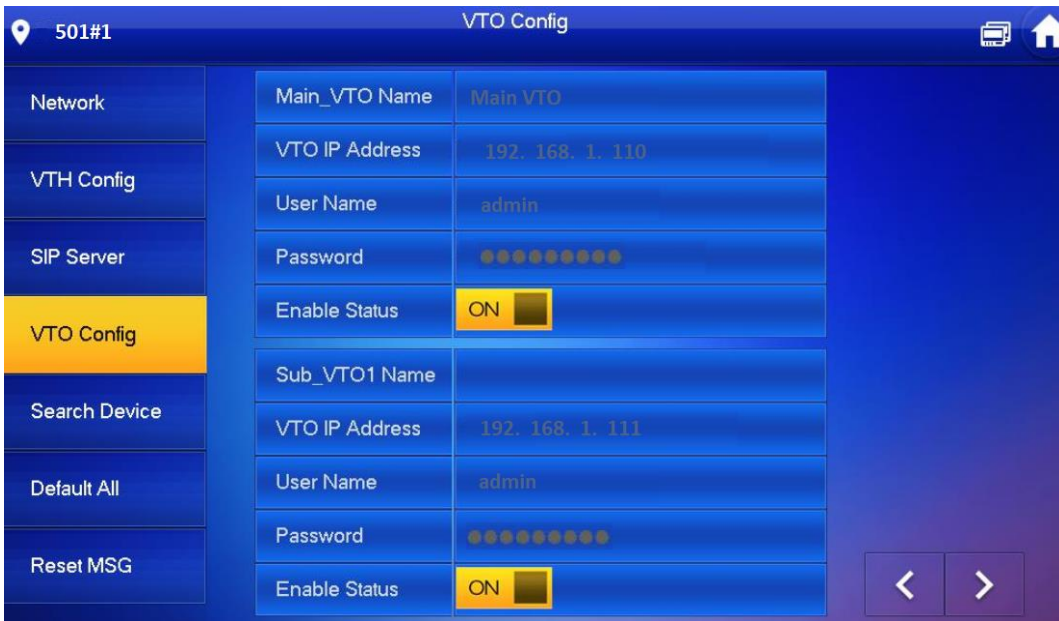 501#1
VTO Config
Network
VTH Config
SIP Server
VTO Config
Search Device
Default All
Reset MSG
Main_VTO Name Main VTO
VTO IP Address 192. 168. 1. 110
User Name admin
Password ●●●●●●●●●
Enable Status ON
Sub_VTO1 Name
VTO IP Address 192. 168. 1. 111
User Name admin
Password ●●●●●●●●●
Enable Status ON